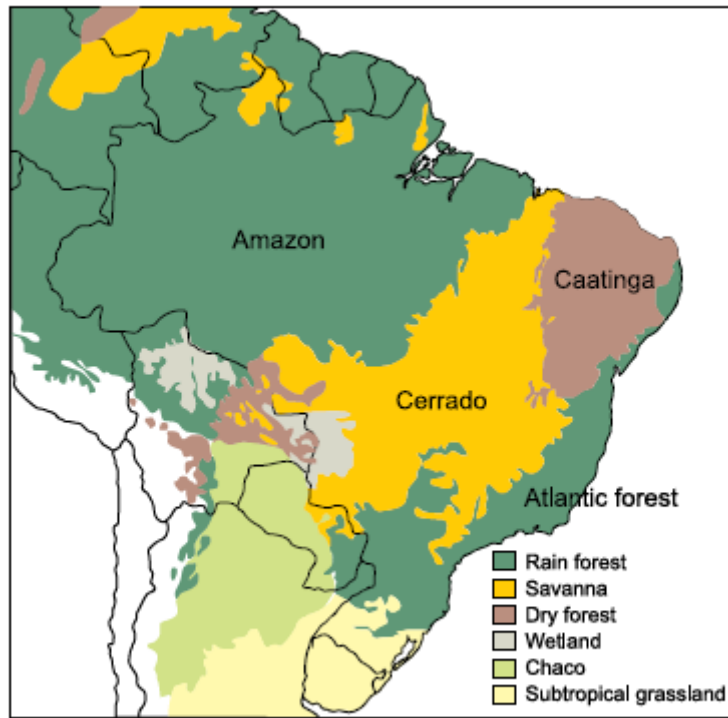 Amazon
Caatinga
Cerrado
Atlantic forest
Rain forest
Savanna
Dry forest
Wetland
Chaco
Subtropical grassland